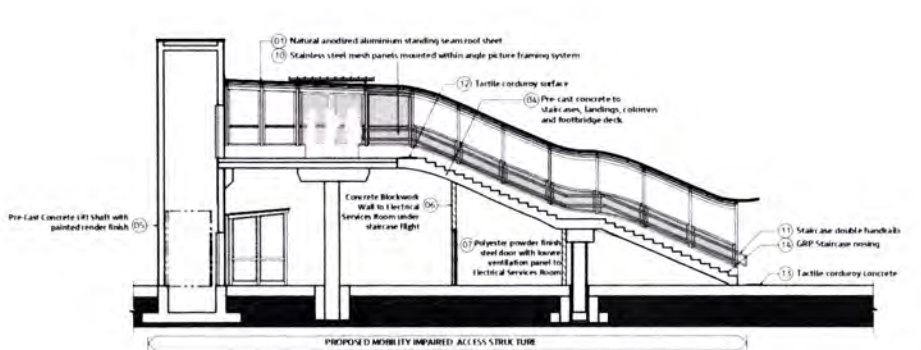 01 Natural anodized aluminium standing seam roof sheet
10 Stainless steel mesh panels mounted within angle picture framing system
12 Tactile corduroy surface
04 Pre-cast concrete to
staircases, landings, column
and footbridge deck.
Pre-Cast Concrete Lift Shaft with
painted render finish 05
Concrete Blockwork
Wall to Electrical
Services Room under
staircase flight
06
07 Polyester powder finish
steel door with louvre
ventilation panel to
Electrical Services Room
11 Staircase double handrails
14 GRP Staircase nosing
13 Tactile corduroy concrete
PROPOSED MOBILITY IMPAIRED ACCESS STRUCTURE